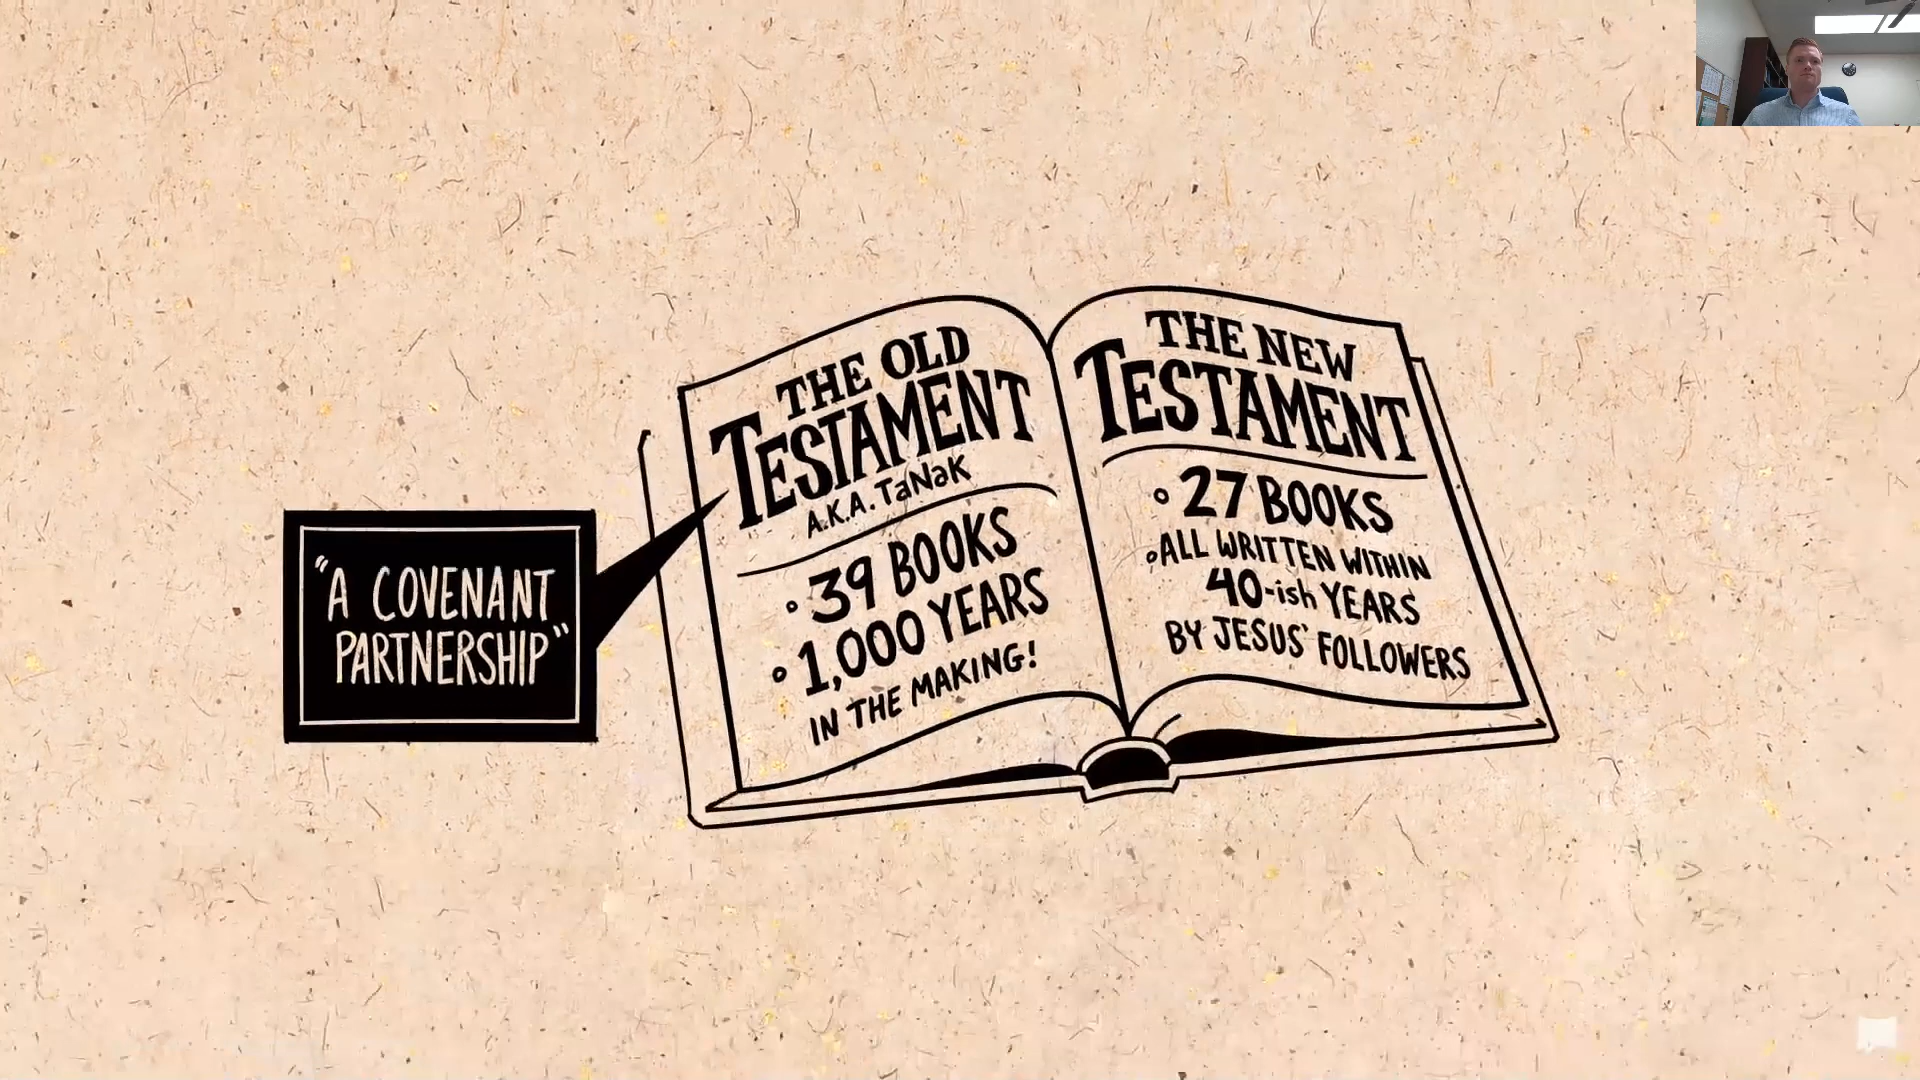 "A COVENANT
PARTNERSHIP"
THE OLD
TESTAMENT
A.K.A. TaNaK
39 BOOKS
1,000 YEARS
IN THE MAKING!
THE NEW
TESTAMENT
27 BOOKS
ALL WRITTEN WITHIN
40-ish YEARS
BY JESUS' FOLLOWERS